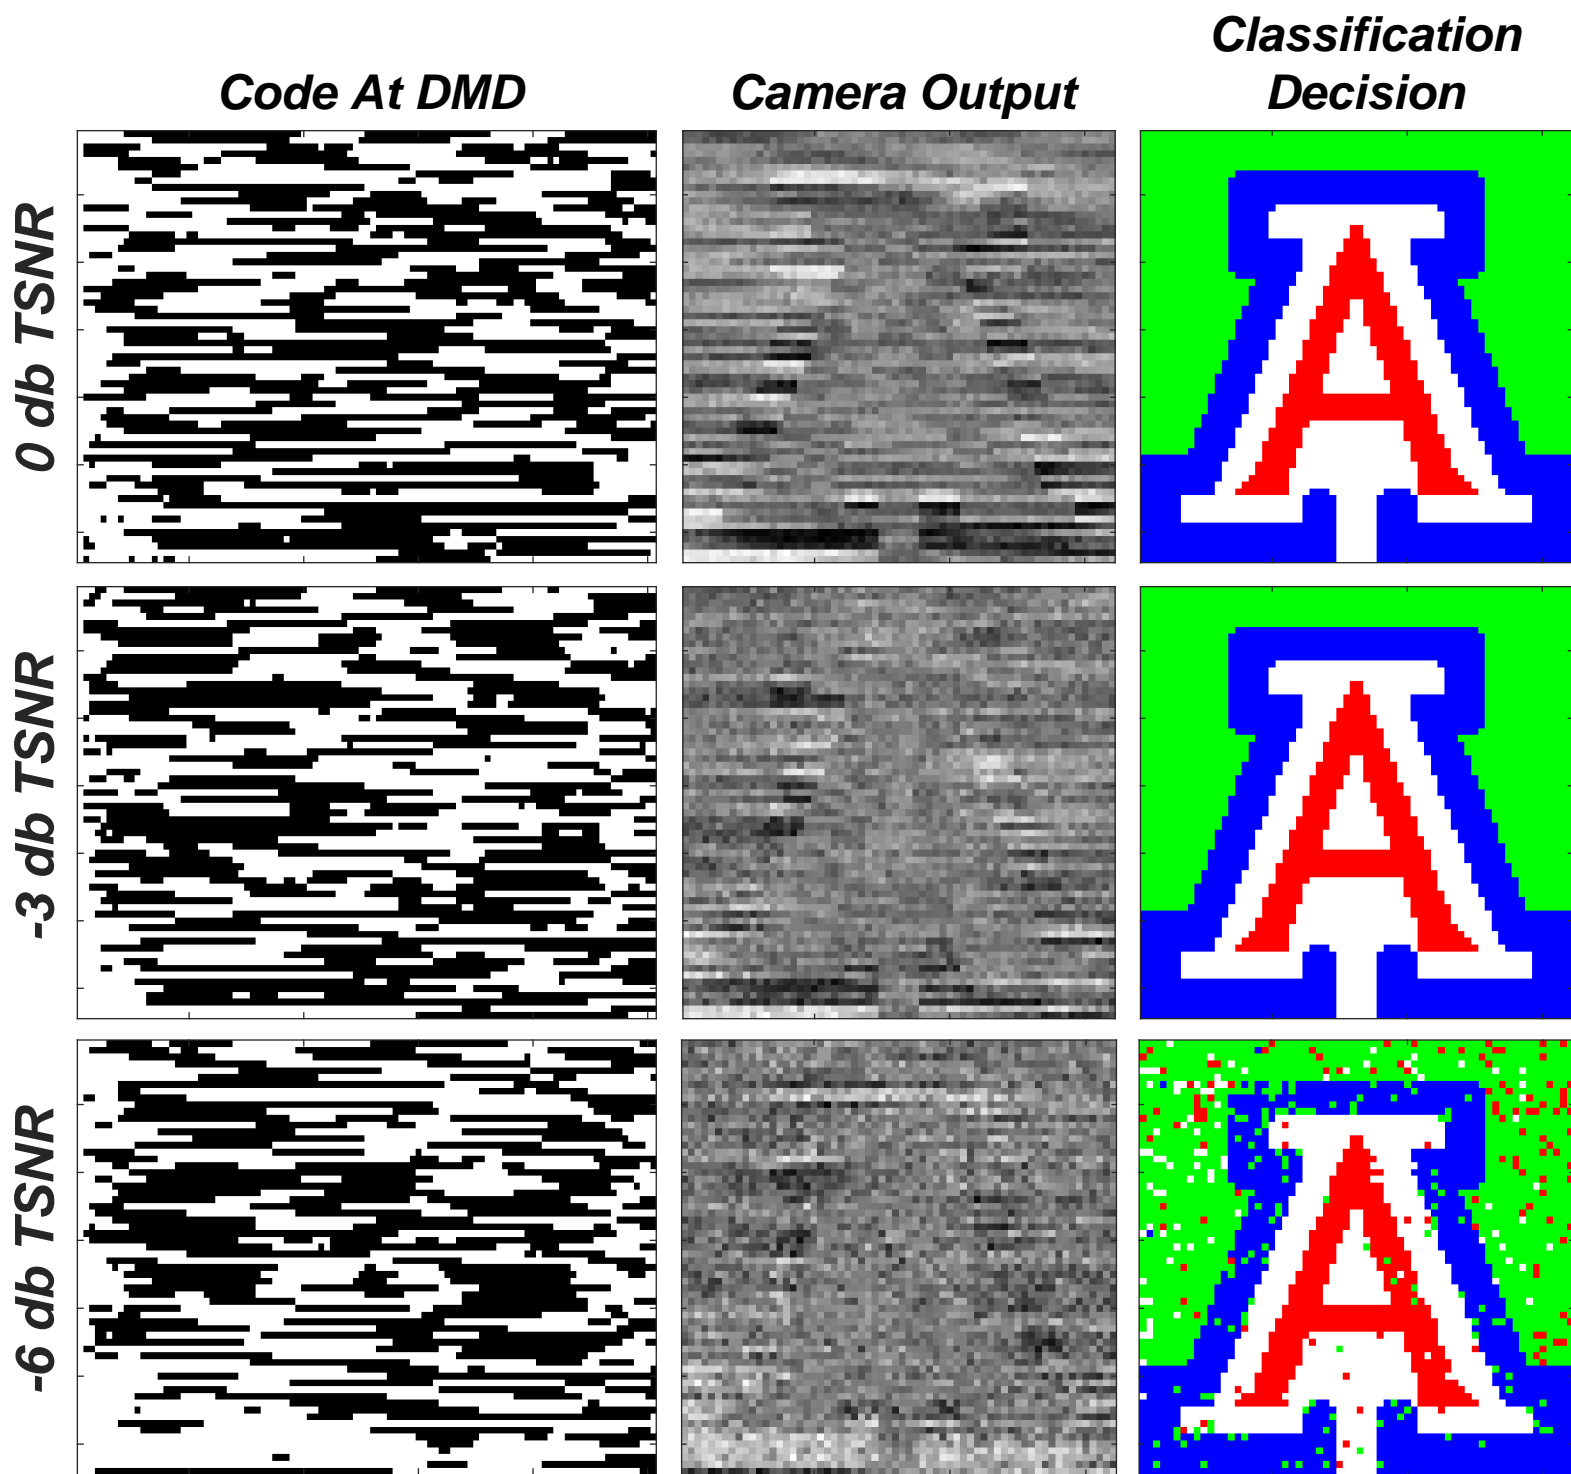 Code At DMD
Camera Output
Classification
Decision
0 db TSNR
-3 db TSNR
-6 db TSNR